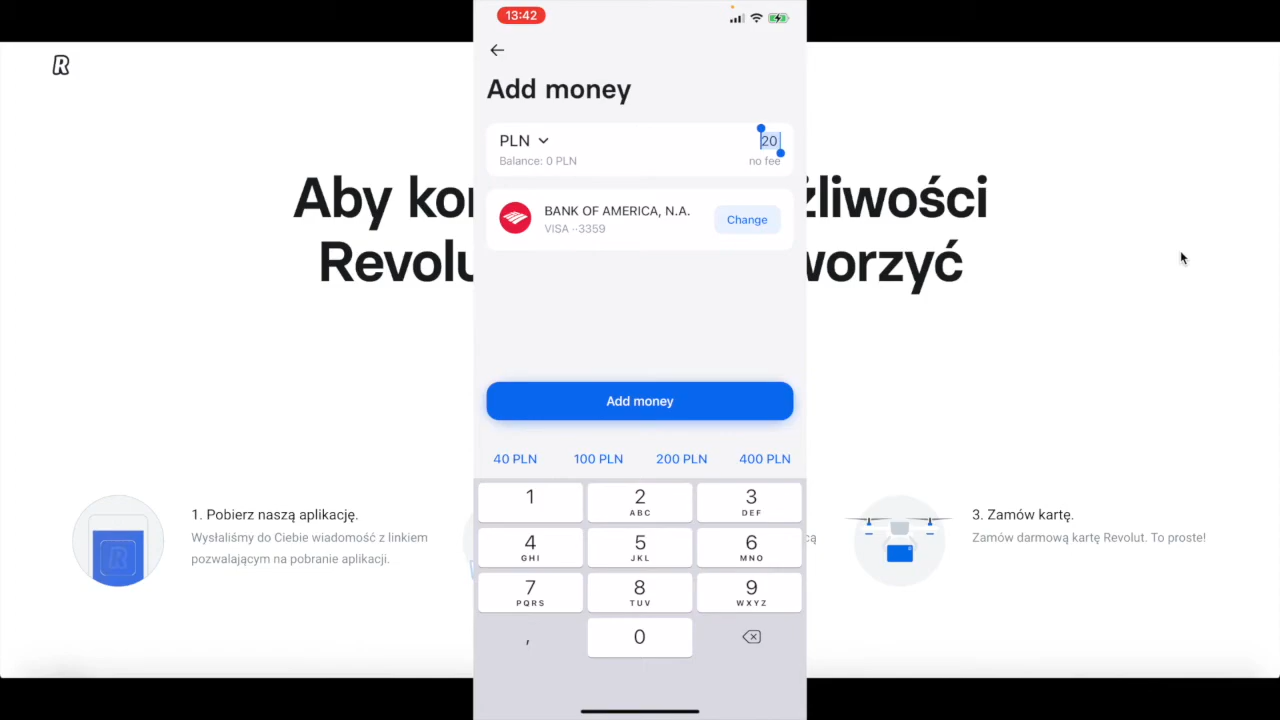 13:42
R
Add money
PLN 20
Balance: 0 PLN no fee
BANK OF AMERICA, N.A.
VISA ··3359
Change
Aby żliwości
Revolu worzyć
Add money
40 PLN 100 PLN 200 PLN 400 PLN
1 2 3
ABC DEF
4 5 6
GHI JKL MNO
7 8 9
PQRS TUV WXYZ
, 0
1. Pobierz naszą aplikację.
Wysłaliśmy do Ciebie wiadomość z linkiem
pozwalającym na pobranie aplikacji.
3. Zamów kartę.
Zamów darmową kartę Revolut. To proste!